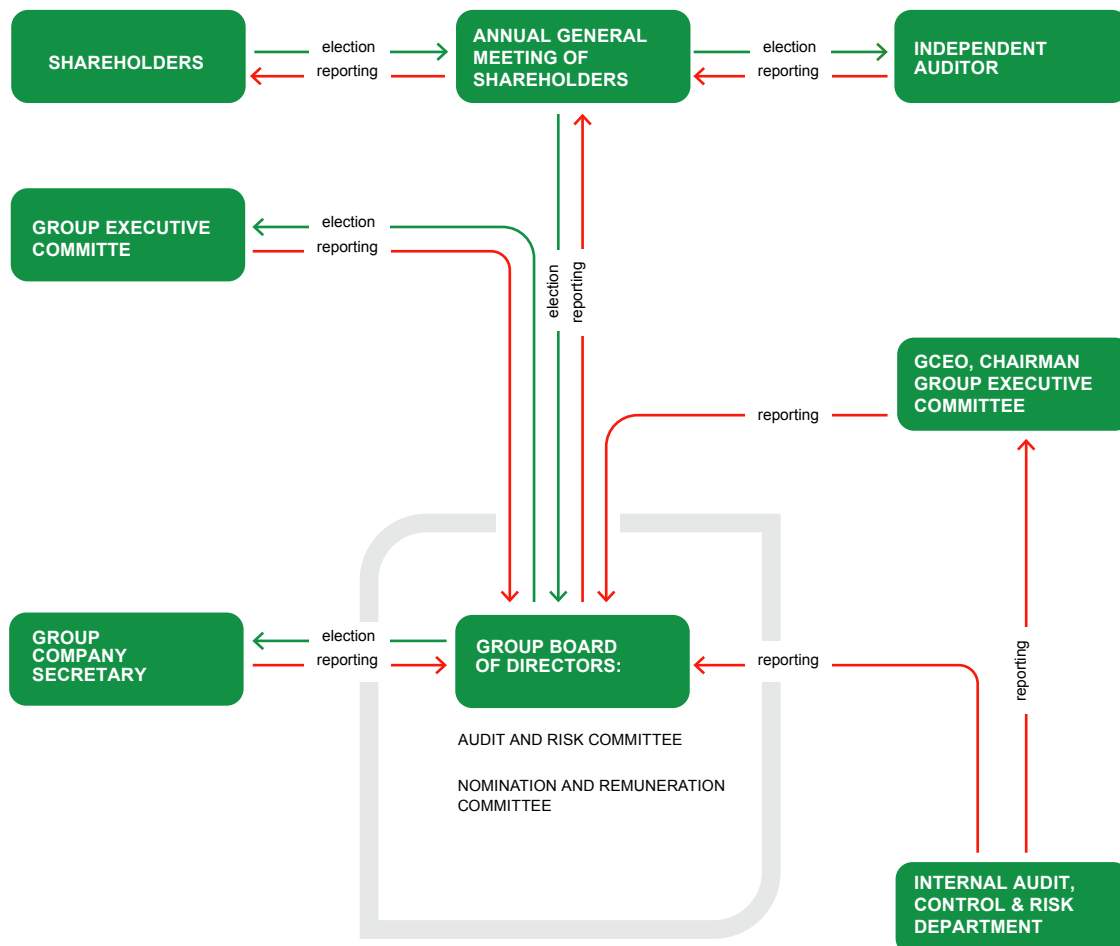 SHAREHOLDERS
election
reporting
ANNUAL GENERAL
MEETING OF
SHAREHOLDERS
election
reporting
INDEPENDENT
AUDITOR
GROUP EXECUTIVE
COMMITTE
election
reporting
election
reporting
GCEO, CHAIRMAN
GROUP EXECUTIVE
COMMITTEE
reporting
reporting
GROUP
COMPANY
SECRETARY
election
reporting
GROUP BOARD
OF DIRECTORS:
reporting
AUDIT AND RISK COMMITTEE
NOMINATION AND REMUNERATION
COMMITTEE
INTERNAL AUDIT,
CONTROL & RISK
DEPARTMENT